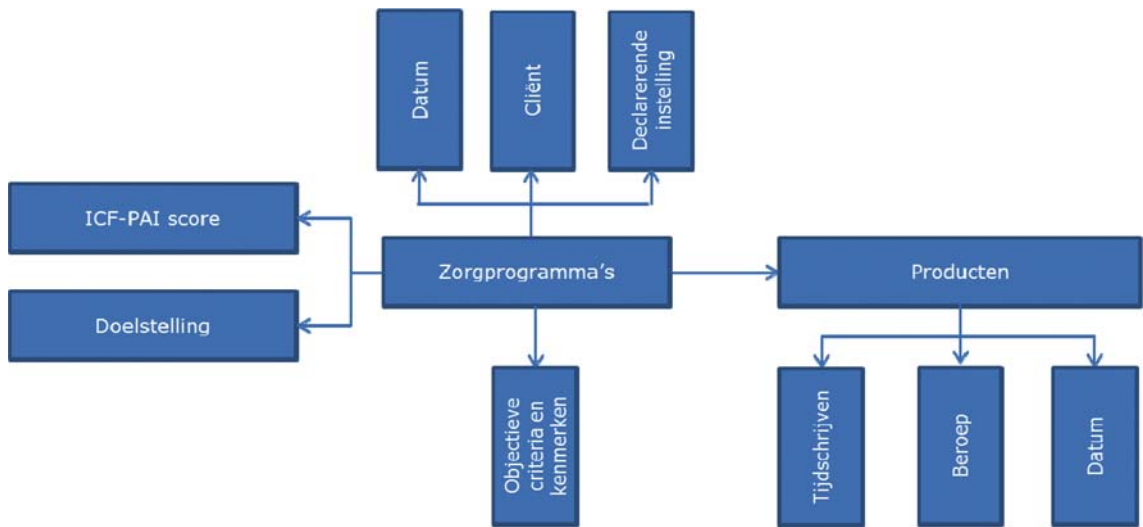 Datum
Cliënt
Declarerende
instelling
ICF-PAI score
Zorgprogramma’s
Producten
Doelstelling
Objectieve
criteria en
kenmerken
Tijdschrijven
Beroep
Datum